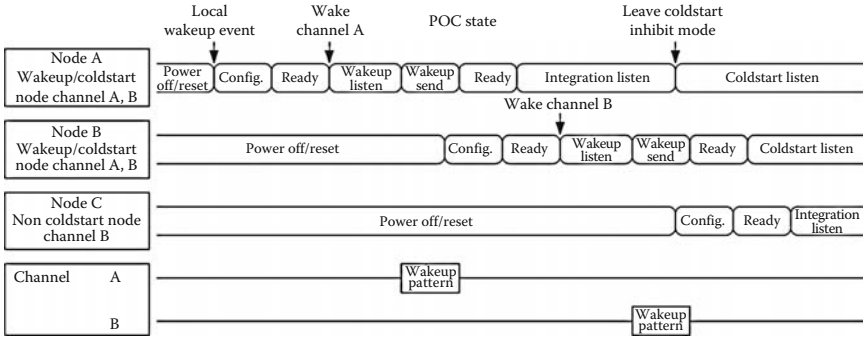 Local
wakeup event
Wake
channel A
POC state
Leave coldstart
inhibit mode
Node A
Wakeup/coldstart
node channel A, B
Power
off/reset
Config.
Ready
Wakeup
listen
Wakeup
send
Ready
Integration listen
Coldstart listen
Wake channel B
Node B
Wakeup/coldstart
node channel A, B
Power off/reset
Config.
Ready
Wakeup
listen
Wakeup
send
Ready
Coldstart listen
Node C
Non coldstart node
channel B
Power off/reset
Config.
Ready
Integration
listen
Channel A
Wakeup
pattern
B
Wakeup
pattern